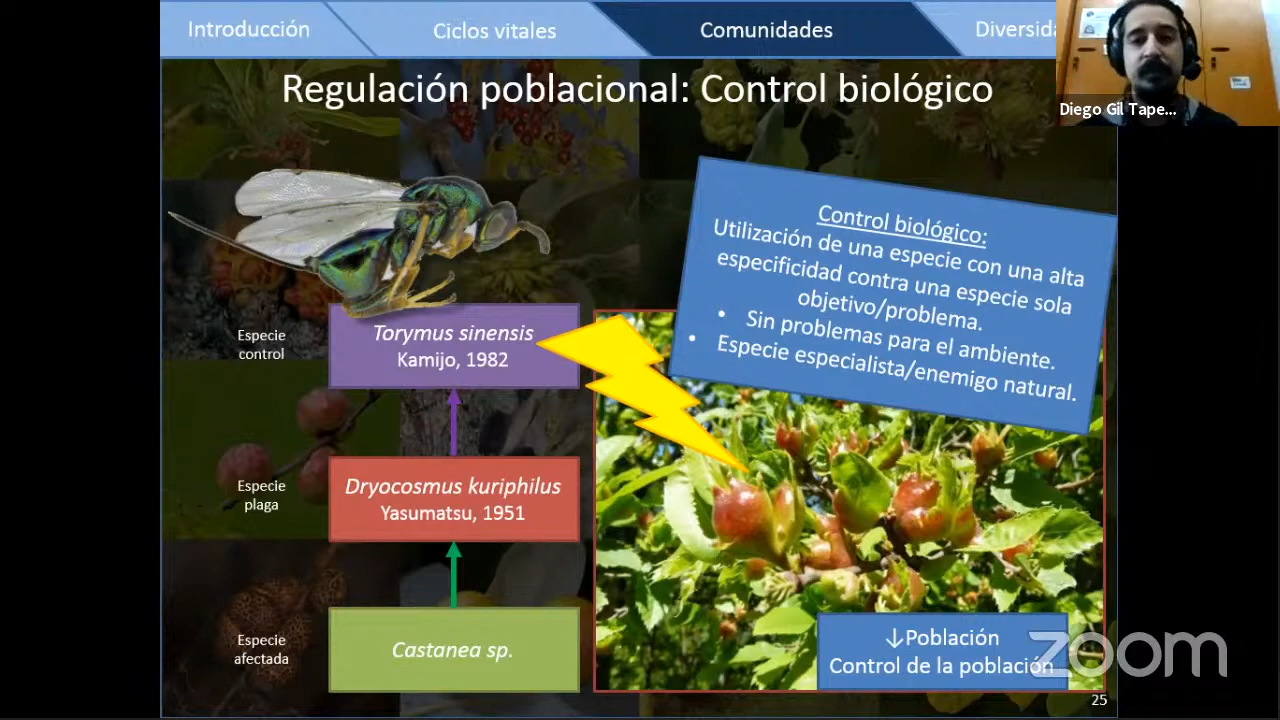 Introducción
Ciclos vitales
Comunidades
Diversida
Diego Gil Tape...
Regulación poblacional: Control biológico
Control biológico:
Utilización de una especie con una alta
especificidad contra una especie sola
objetivo/problema.
• Sin problemas para el ambiente.
• Especie especialista/enemigo natural.
Especie
control
Torymus sinensis
Kamijo, 1982
Especie
plaga
Dryocosmus kuriphilus
Yasumatsu, 1951
Especie
afectada
Castanea sp.
↓Población
Control de la población
zoom
25